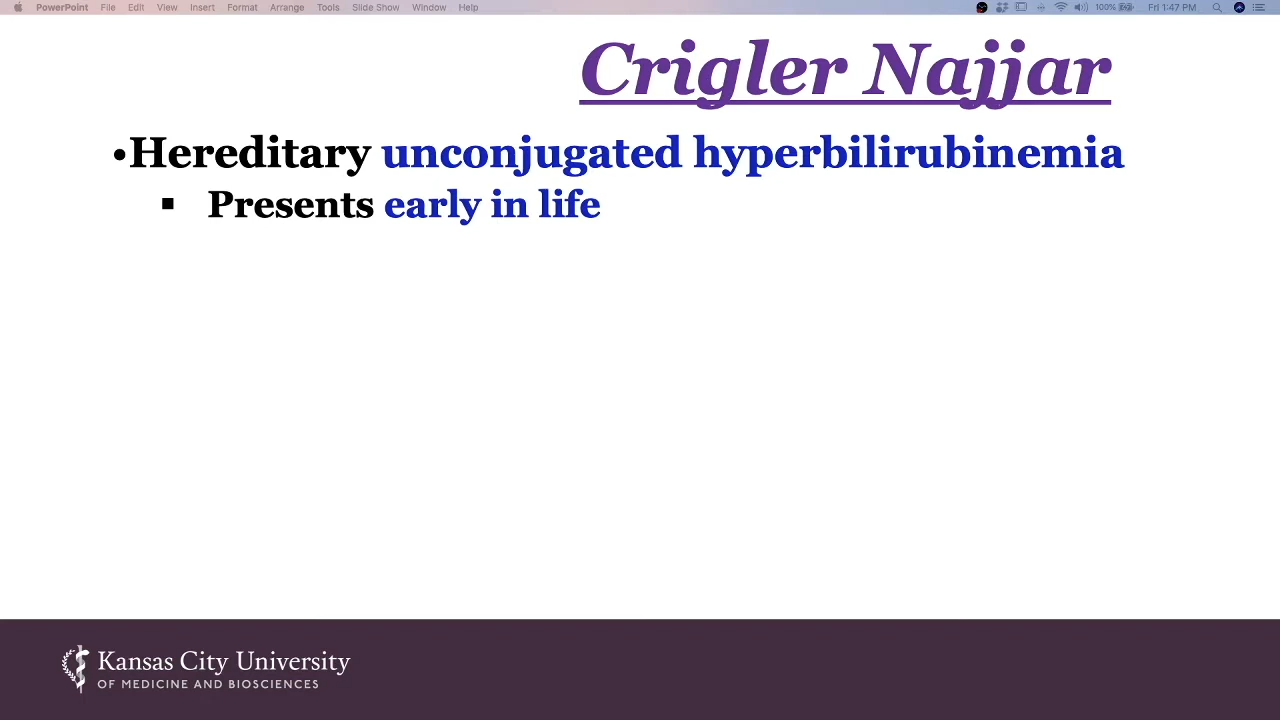 PowerPoint File Edit View Insert Format Arrange Tools Slide Show Window Help 100% Fri 1:47 PM
Crigler Najjar
•Hereditary unconjugated hyperbilirubinemia
▪ Presents early in life
Kansas City University
OF MEDICINE AND BIOSCIENCES